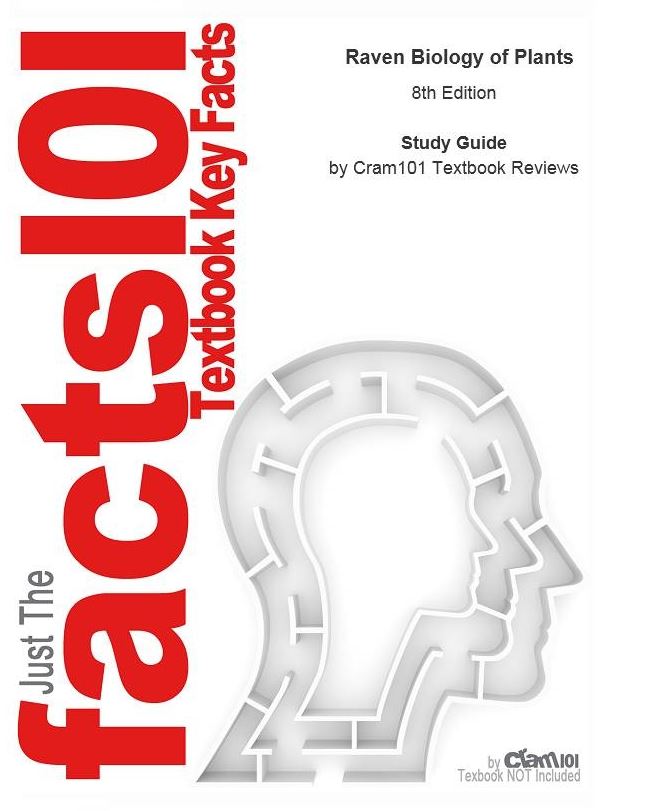 Raven Biology of Plants
8th Edition
Study Guide
by Cram101 Textbook Reviews
Just The
facts101
Textbook Key Facts
by Cram101
Texbook NOT Included